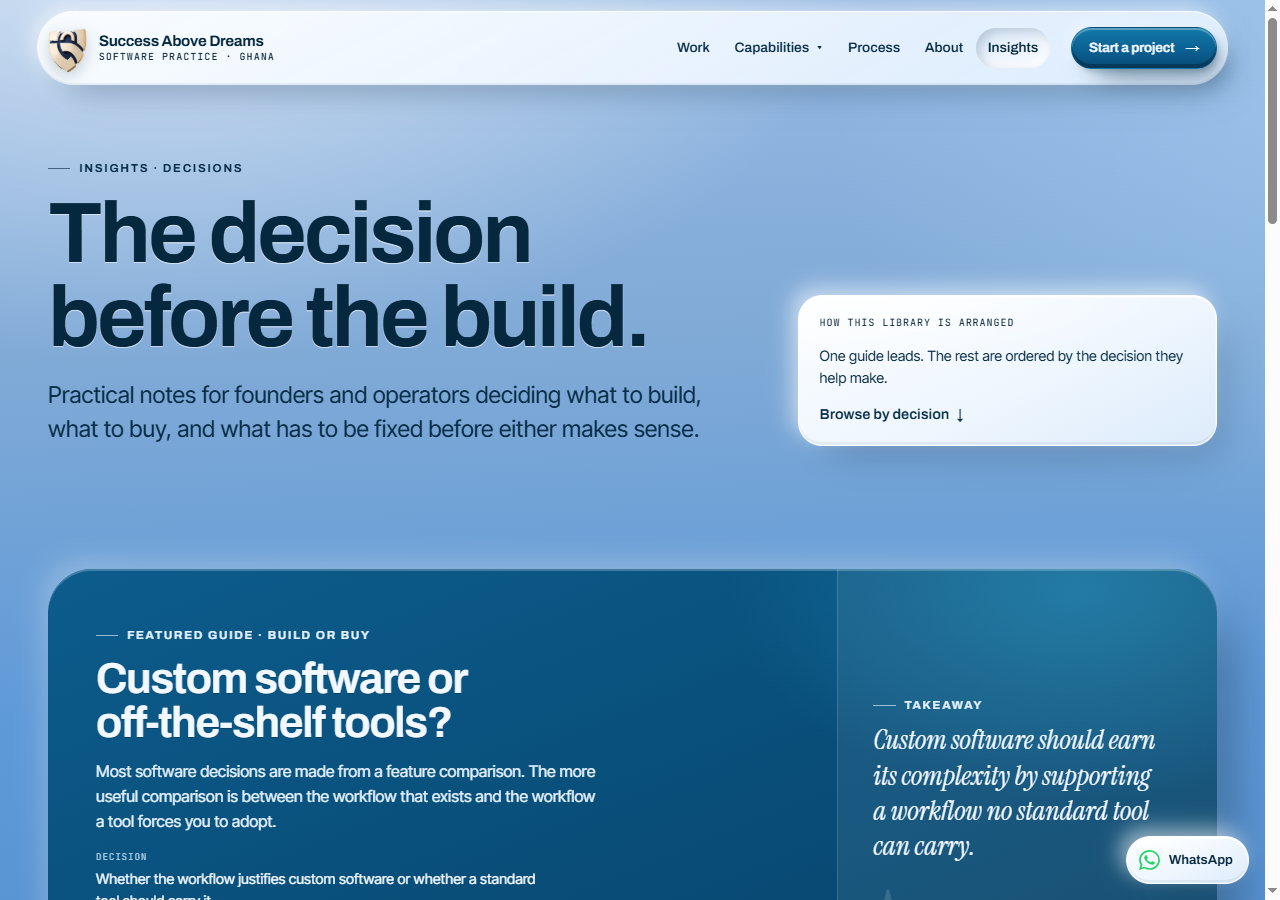 Success Above Dreams
SOFTWARE PRACTICE · GHANA
Work
Capabilities
Process
About
Insights
Start a project →
INSIGHTS · DECISIONS
The decision
before the build.
Practical notes for founders and operators deciding what to build,
what to buy, and what has to be fixed before either makes sense.
HOW THIS LIBRARY IS ARRANGED
One guide leads. The rest are ordered by the decision they
help make.
Browse by decision ↓
FEATURED GUIDE · BUILD OR BUY
Custom software or
off-the-shelf tools?
Most software decisions are made from a feature comparison. The more
useful comparison is between the workflow that exists and the workflow
a tool forces you to adopt.
DECISION
Whether the workflow justifies custom software or whether a standard
tool should carry it.
TAKEAWAY
Custom software should earn
its complexity by supporting
a workflow no standard tool
can carry.
WhatsApp